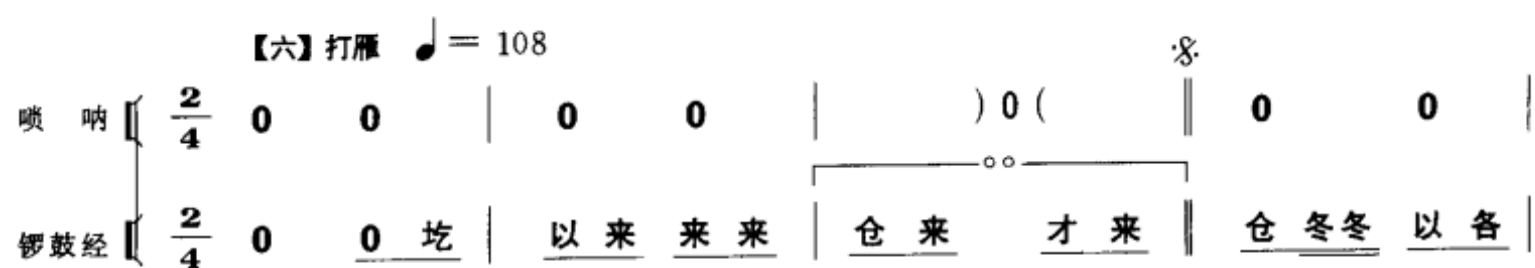 【六】打雁 ♩= 108
唢 呐 2/4 0 0 | 0 0 | ) 0 ( || 0 0 |
锣鼓经 2/4 0 0 圪 | 以 来 来 来 | 仓 来 才 来 || 仓 冬冬 以 各 |